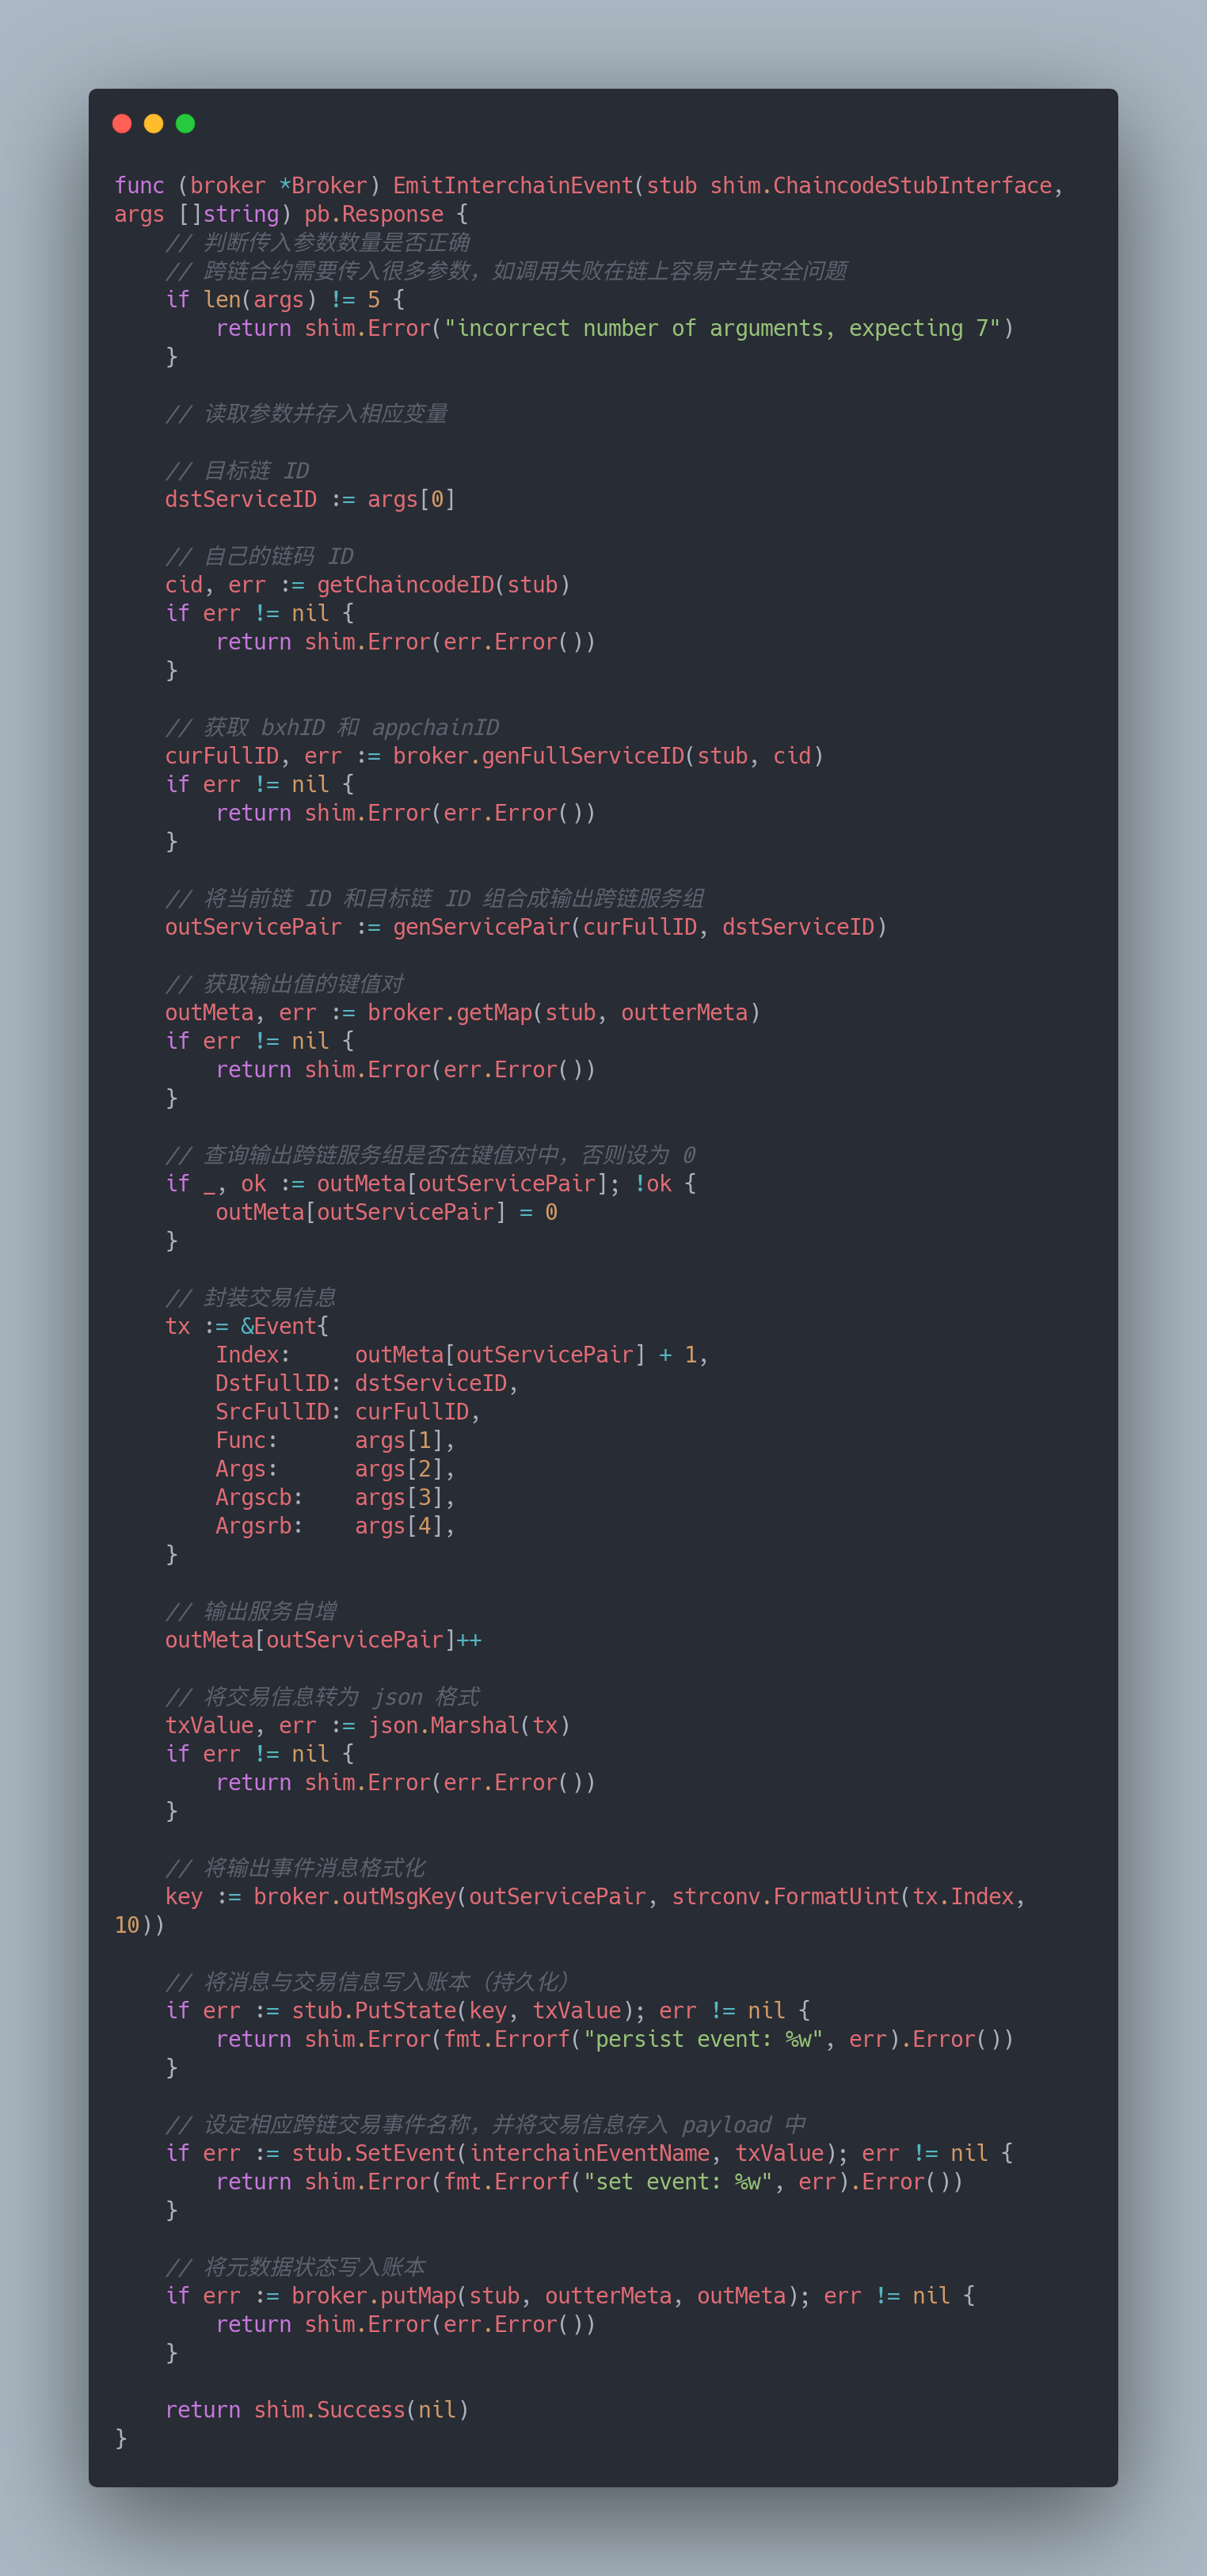 func (broker *Broker) EmitInterchainEvent(stub shim.ChaincodeStubInterface,
args []string) pb.Response {
    // 判断传入参数数量是否正确
    // 跨链合约需要传入很多参数，如调用失败在链上容易产生安全问题
    if len(args) != 5 {
        return shim.Error("incorrect number of arguments, expecting 7")
    }

    // 读取参数并存入相应变量

    // 目标链 ID
    dstServiceID := args[0]

    // 自己的链码 ID
    cid, err := getChaincodeID(stub)
    if err != nil {
        return shim.Error(err.Error())
    }

    // 获取 bxhID 和 appchainID
    curFullID, err := broker.genFullServiceID(stub, cid)
    if err != nil {
        return shim.Error(err.Error())
    }

    // 将当前链 ID 和目标链 ID 组合成输出跨链服务组
    outServicePair := genServicePair(curFullID, dstServiceID)

    // 获取输出值的键值对
    outMeta, err := broker.getMap(stub, outterMeta)
    if err != nil {
        return shim.Error(err.Error())
    }

    // 查询输出跨链服务组是否在键值对中，否则设为 0
    if _, ok := outMeta[outServicePair]; !ok {
        outMeta[outServicePair] = 0
    }

    // 封装交易信息
    tx := &Event{
        Index:     outMeta[outServicePair] + 1,
        DstFullID: dstServiceID,
        SrcFullID: curFullID,
        Func:      args[1],
        Args:      args[2],
        Argscb:    args[3],
        Argsrb:    args[4],
    }

    // 输出服务自增
    outMeta[outServicePair]++

    // 将交易信息转为 json 格式
    txValue, err := json.Marshal(tx)
    if err != nil {
        return shim.Error(err.Error())
    }

    // 将输出事件消息格式化
    key := broker.outMsgKey(outServicePair, strconv.FormatUint(tx.Index,
10))

    // 将消息与交易信息写入账本（持久化）
    if err := stub.PutState(key, txValue); err != nil {
        return shim.Error(fmt.Errorf("persist event: %w", err).Error())
    }

    // 设定相应跨链交易事件名称，并将交易信息存入 payload 中
    if err := stub.SetEvent(interchainEventName, txValue); err != nil {
        return shim.Error(fmt.Errorf("set event: %w", err).Error())
    }

    // 将元数据状态写入账本
    if err := broker.putMap(stub, outterMeta, outMeta); err != nil {
        return shim.Error(err.Error())
    }

    return shim.Success(nil)
}